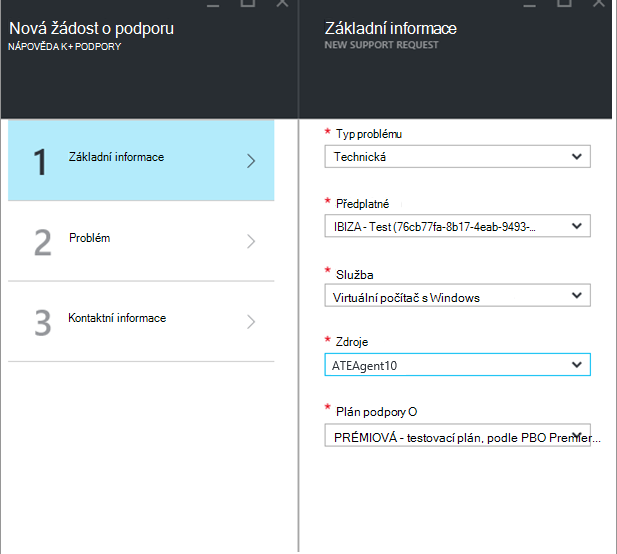 Nová žádost o podporu
NÁPOVĚDA K+ PODPORY
1 Základní informace
2 Problém
3 Kontaktní informace
Základní informace
NEW SUPPORT REQUEST
* Typ problému
Technická
* Předplatné
IBIZA - Test (76cb77fa-8b17-4eab-9493-...
* Služba
Virtuální počítač s Windows
* Zdroje
ATEAgent10
* Plán podpory O
PRÉMIOVÁ - testovací plán, podle PBO Premier...